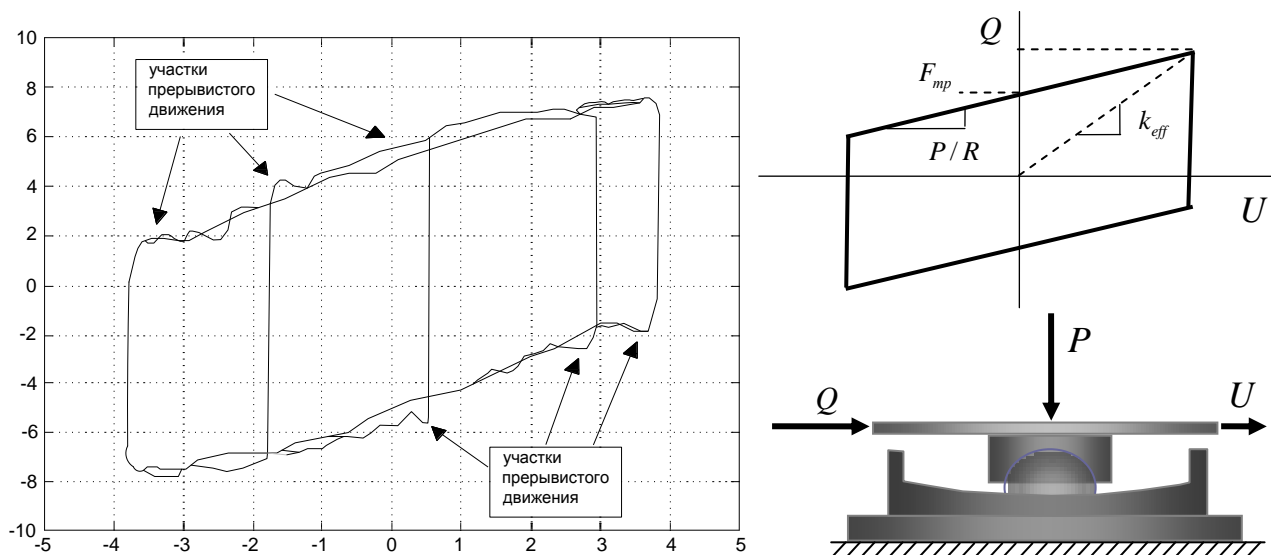 10
8
6
4
2
0
-2
-4
-6
-8
-10
-5
-4
-3
-2
-1
0
1
2
3
4
5
участки
прерывистого
движения
участки
прерывистого
движения
Q
F_mp
P / R
k_eff
U
P
Q
U